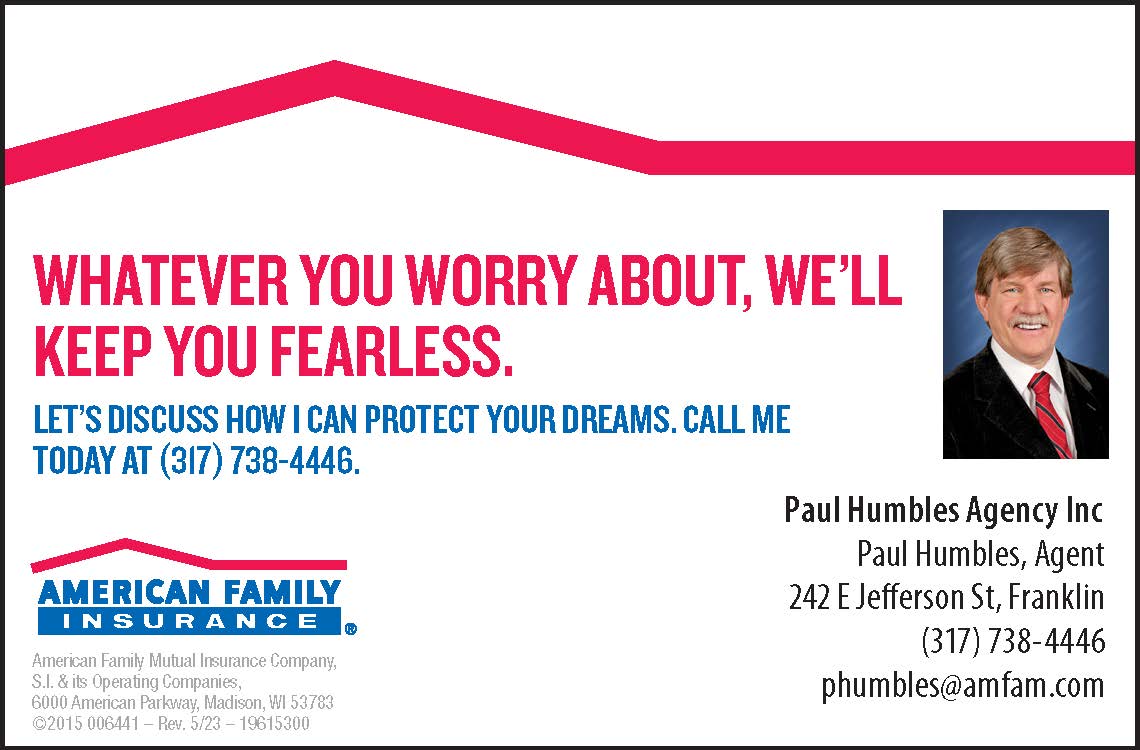 WHATEVER YOU WORRY ABOUT, WE'LL
KEEP YOU FEARLESS.
LET'S DISCUSS HOW I CAN PROTECT YOUR DREAMS. CALL ME
TODAY AT (317) 738-4446.
Paul Humbles Agency Inc
Paul Humbles, Agent
242 E Jefferson St, Franklin
(317) 738-4446
phumbles@amfam.com
AMERICAN FAMILY
INSURANCE
®
American Family Mutual Insurance Company,
S.I. & its Operating Companies,
6000 American Parkway, Madison, WI 53783
©2015 006441 – Rev. 5/23 – 19615300